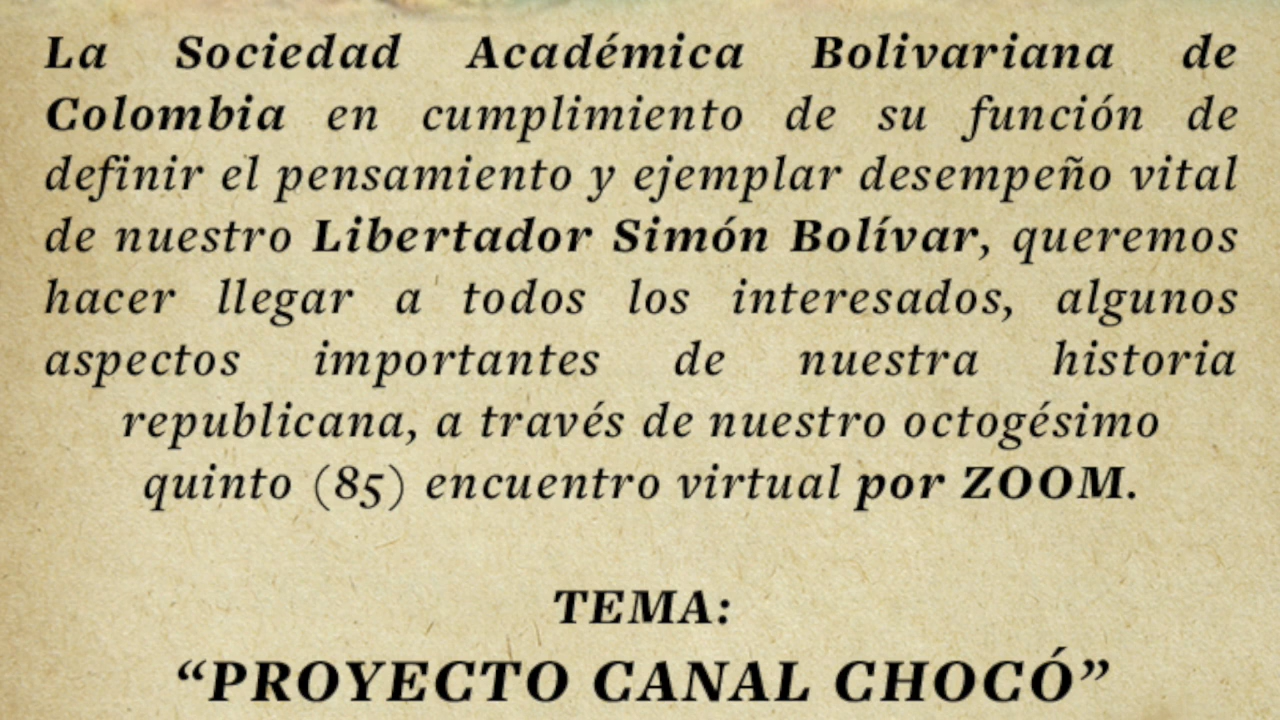 La Sociedad Académica Bolivariana de
Colombia en cumplimiento de su función de
definir el pensamiento y ejemplar desempeño vital
de nuestro Libertador Simón Bolívar, queremos
hacer llegar a todos los interesados, algunos
aspectos importantes de nuestra historia
republicana, a través de nuestro octogésimo
quinto (85) encuentro virtual por ZOOM.
TEMA:
“PROYECTO CANAL CHOCÓ”